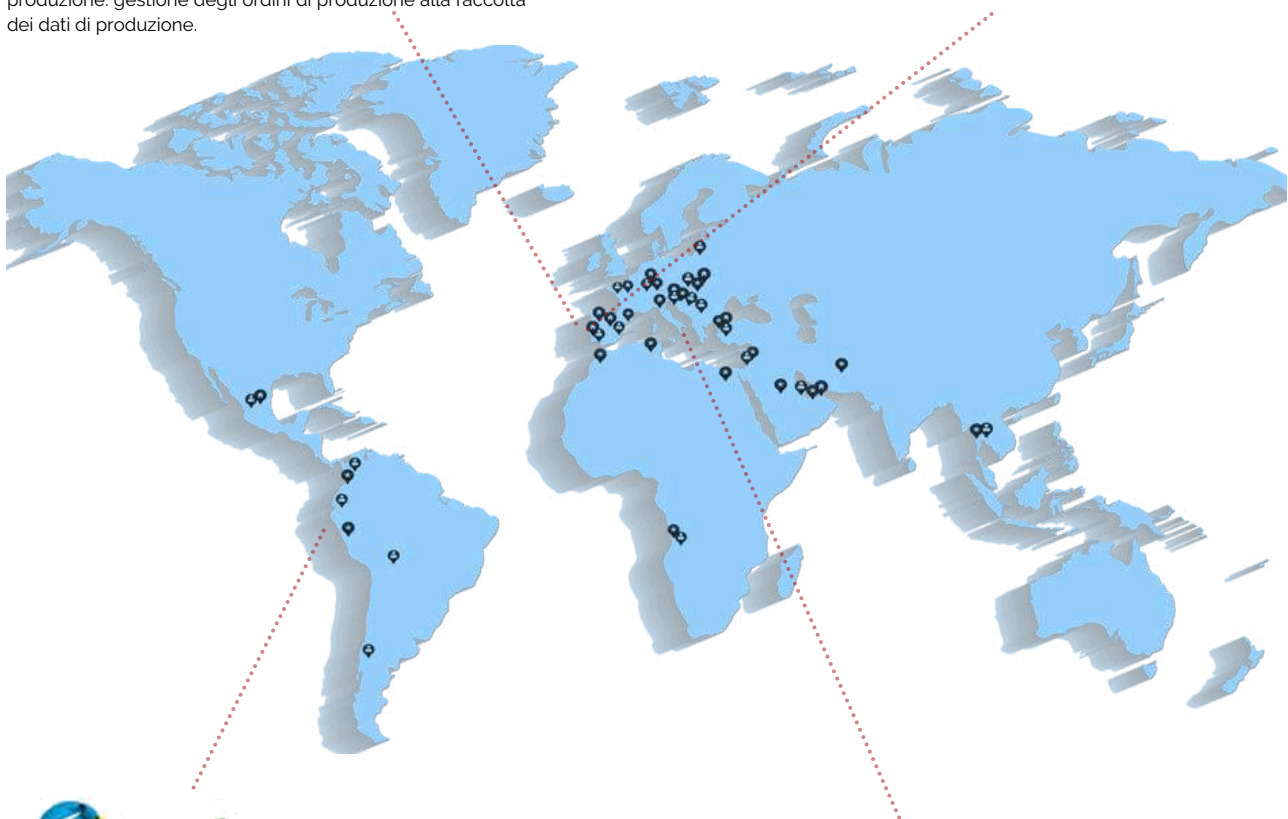 produzione: gestione degli ordini di produzione alla raccolta
dei dati di produzione.